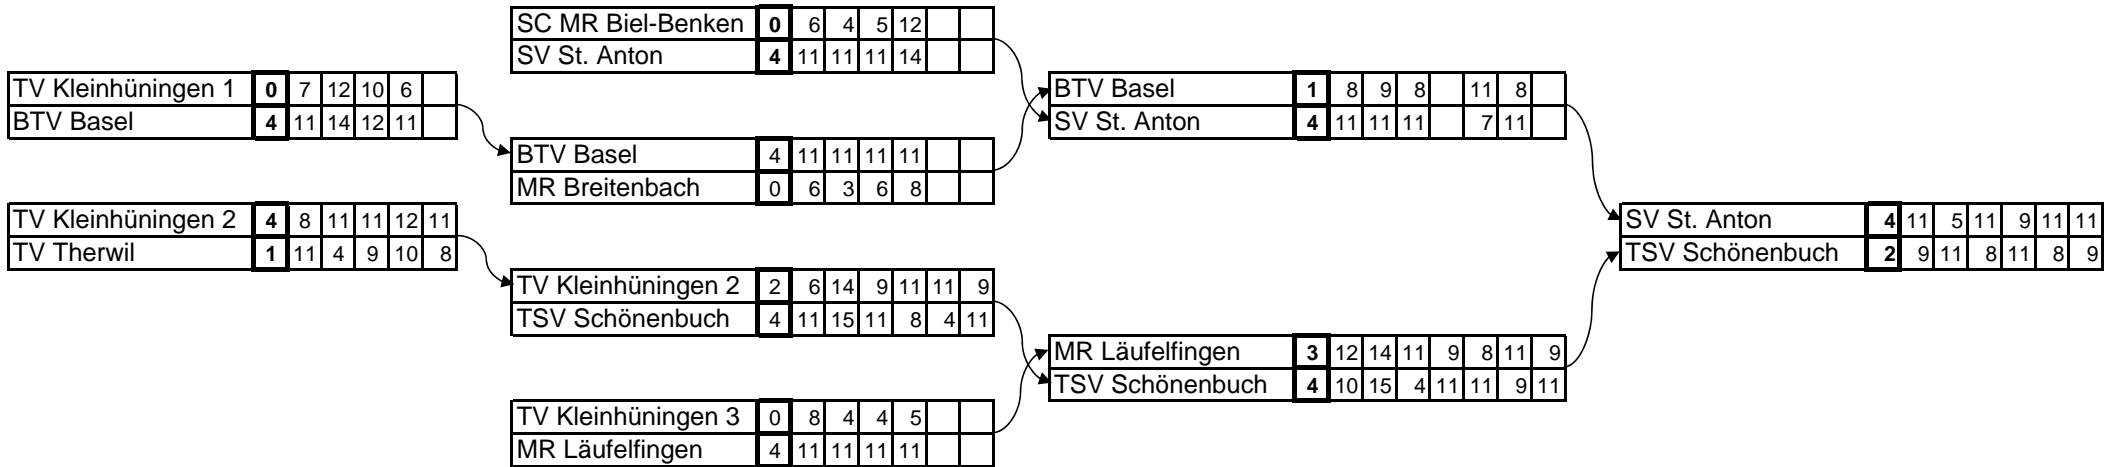 TV Kleinhüningen 1 0 7 12 10 6
BTV Basel 4 11 14 12 11
TV Kleinhüningen 2 4 8 11 11 12 11
TV Therwil 1 11 4 9 10 8
SC MR Biel-Benken 0 6 4 5 12
SV St. Anton 4 11 11 11 14
BTV Basel 4 11 11 11 11
MR Breitenbach 0 6 3 6 8
TV Kleinhüningen 2 2 6 14 9 11 11 9
TSV Schönenbuch 4 11 15 11 8 4 11
TV Kleinhüningen 3 0 8 4 4 5
MR Läufelfingen 4 11 11 11 11
BTV Basel 1 8 9 8 11 8
SV St. Anton 4 11 11 11 7 11
MR Läufelfingen 3 12 14 11 9 8 11 9
TSV Schönenbuch 4 10 15 4 11 11 9 11
SV St. Anton 4 11 5 11 9 11 11
TSV Schönenbuch 2 9 11 8 11 8 9